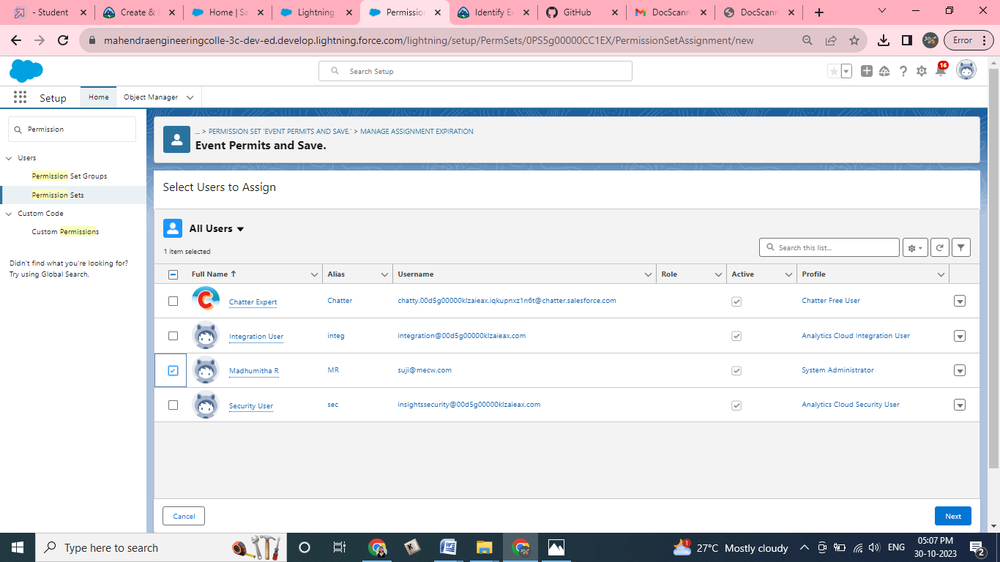 - Student
Create &
Home | Sa
Lightning
Permissio
Identify E
GitHub
DocScann
DocScann
mahendraengineeringcolle-3c-dev-ed.develop.lightning.force.com/lightning/setup/PermSets/0PS5g00000CC1EX/PermissionSetAssignment/new
Error
Search Setup
16
Setup
Home
Object Manager
Permission
Users
Permission Set Groups
Permission Sets
Custom Code
Custom Permissions
Didn't find what you're looking for?
Try using Global Search.
... > PERMISSION SET 'EVENT PERMITS AND SAVE.' > MANAGE ASSIGNMENT EXPIRATION
Event Permits and Save.
Select Users to Assign
All Users
1 item selected
Search this list...
Full Name Alias Username Role Active Profile
Chatter Expert Chatter chatty.00d5g00000klzaieax.iqkupnxz1n6t@chatter.salesforce.com Chatter Free User
Integration User integ integration@00d5g00000klzaieax.com Analytics Cloud Integration User
Madhumitha R MR suji@mecw.com System Administrator
Security User sec insightssecurity@00d5g00000klzaieax.com Analytics Cloud Security User
Cancel
Next
Type here to search
1
27°C Mostly cloudy
ENG
05:07 PM
30-10-2023
2